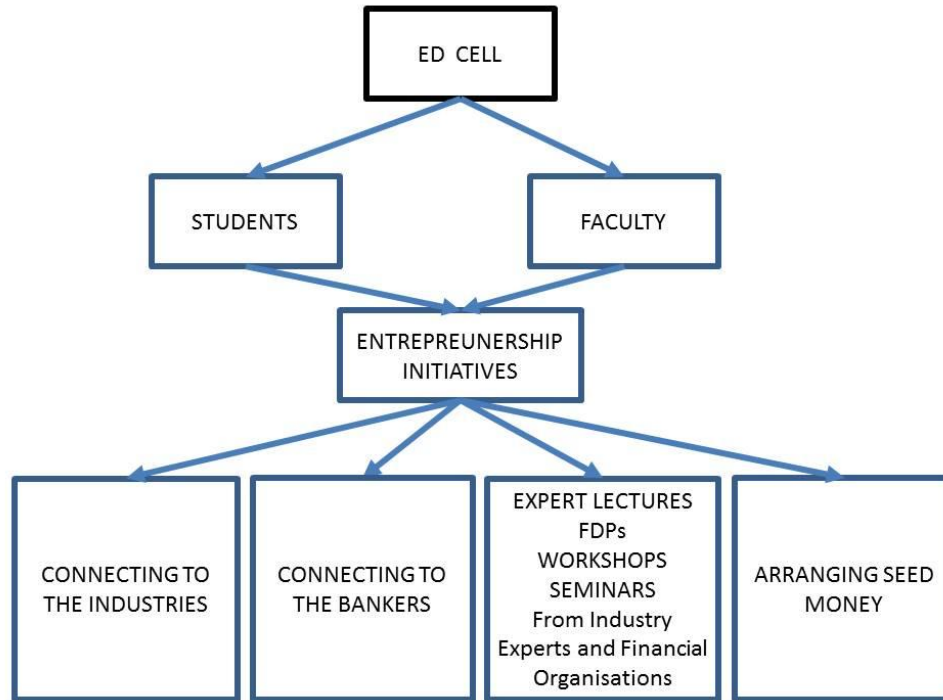 ED CELL
STUDENTS
FACULTY
ENTREPREUNERSHIP
INITIATIVES
CONNECTING TO
THE INDUSTRIES
CONNECTING TO
THE BANKERS
EXPERT LECTURES
FDPs
WORKSHOPS
SEMINARS
From Industry
Experts and Financial
Organisations
ARRANGING SEED
MONEY